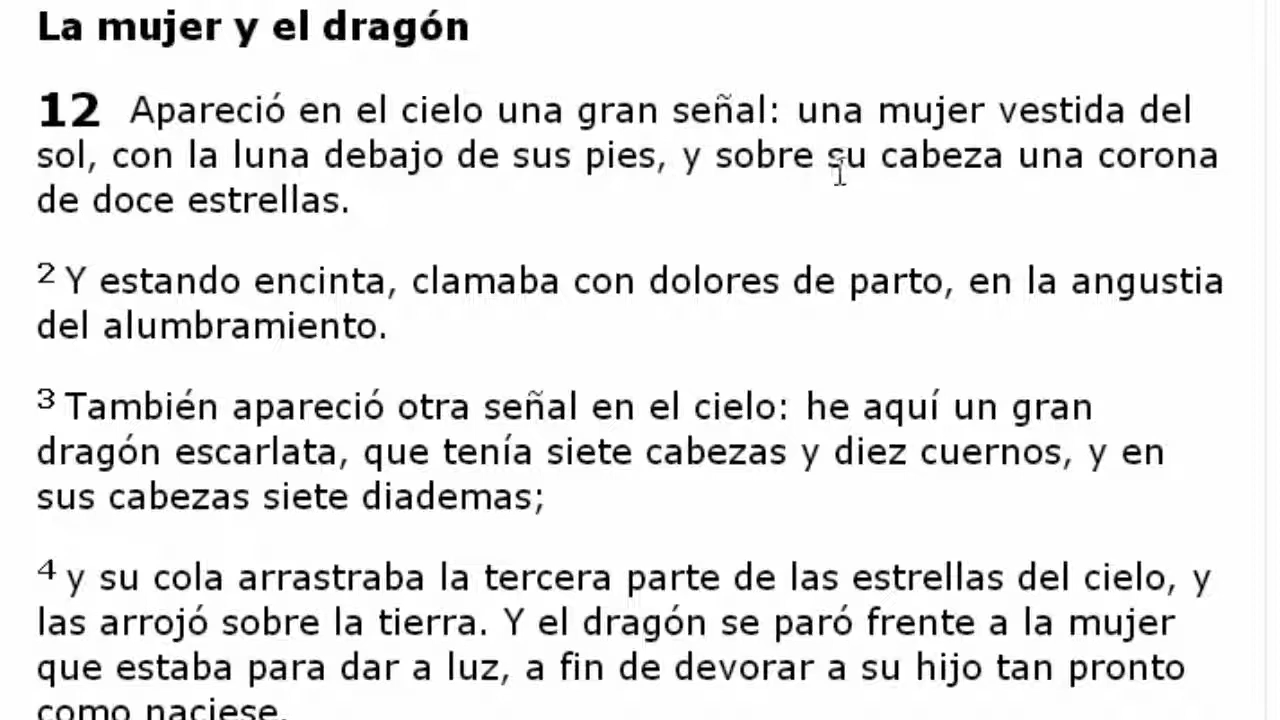 La mujer y el dragón
12 Apareció en el cielo una gran señal: una mujer vestida del
sol, con la luna debajo de sus pies, y sobre su cabeza una corona
de doce estrellas.
2 Y estando encinta, clamaba con dolores de parto, en la angustia
del alumbramiento.
3 También apareció otra señal en el cielo: he aquí un gran
dragón escarlata, que tenía siete cabezas y diez cuernos, y en
sus cabezas siete diademas;
4 y su cola arrastraba la tercera parte de las estrellas del cielo, y
las arrojó sobre la tierra. Y el dragón se paró frente a la mujer
que estaba para dar a luz, a fin de devorar a su hijo tan pronto
como naciese.